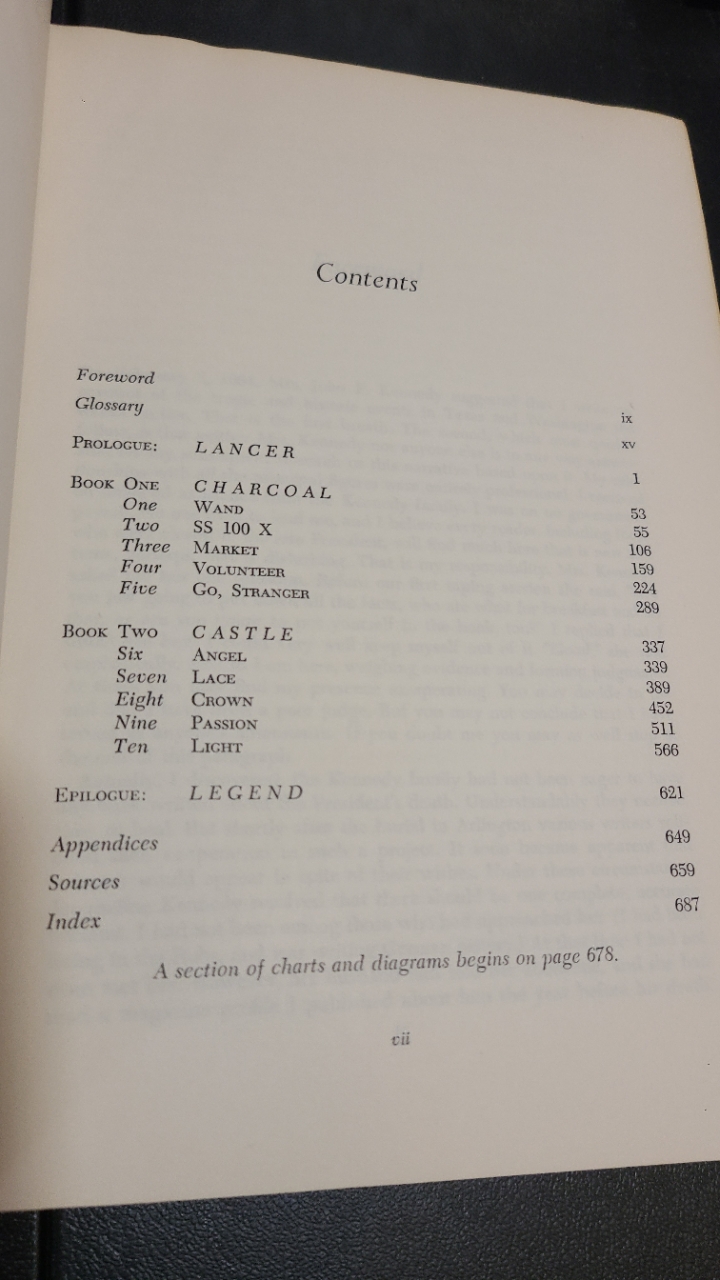 Contents
Foreword ix
Glossary xv
PROLOGUE: LANCER 1
BOOK ONE CHARCOAL 53
One WAND 55
Two SS 100 X 106
Three MARKET 159
Four VOLUNTEER 224
Five GO, STRANGER 289
BOOK TWO CASTLE 337
Six ANGEL 339
Seven LACE 389
Eight CROWN 452
Nine PASSION 511
Ten LIGHT 566
EPILOGUE: LEGEND 621
Appendices 649
Sources 659
Index 687
A section of charts and diagrams begins on page 678.
vii